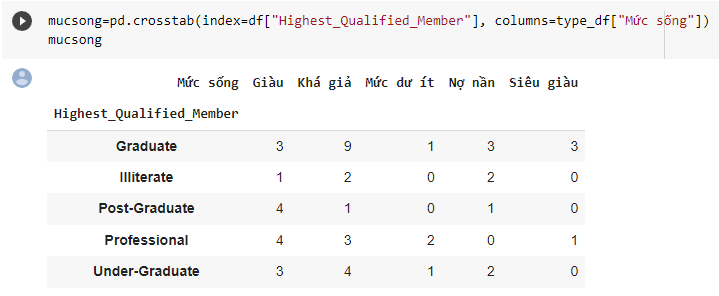 mucsong=pd.crosstab(index=df["Highest_Qualified_Member"], columns=type_df["Mức sống"])
mucsong
Mức sống Giàu Khá giả Mức dư ít Nợ nần Siêu giàu
Highest_Qualified_Member
Graduate 3 9 1 3 3
Illiterate 1 2 0 2 0
Post-Graduate 4 1 0 1 0
Professional 4 3 2 0 1
Under-Graduate 3 4 1 2 0